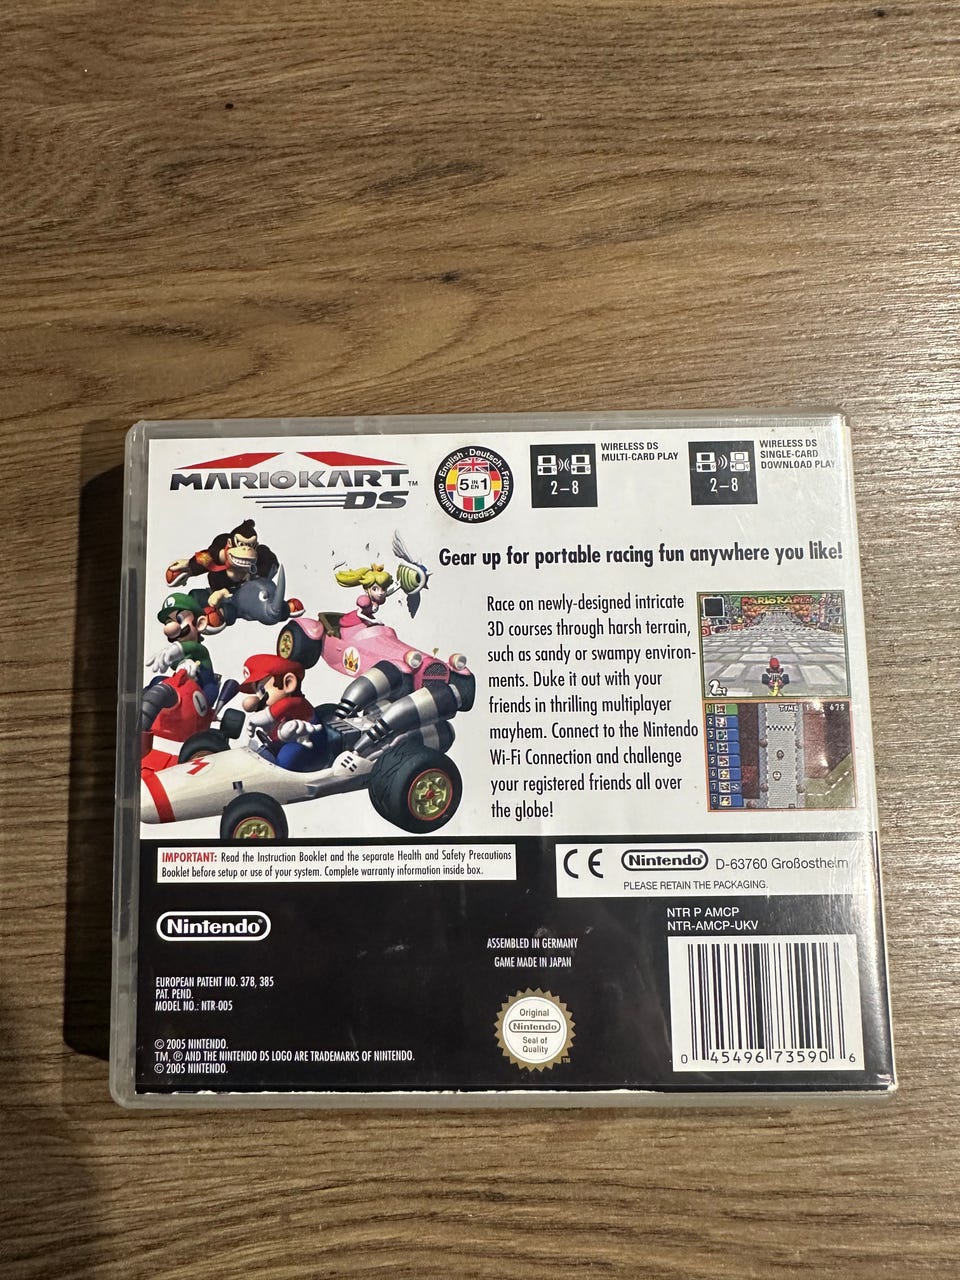 MARIOKART™
DS
English · Deutsch · Français · Español · Italiano
5 IN EN 1
2–8
WIRELESS DS
MULTI-CARD PLAY
2–8
WIRELESS DS
SINGLE-CARD
DOWNLOAD PLAY
Gear up for portable racing fun anywhere you like!
Race on newly-designed intricate
3D courses through harsh terrain,
such as sandy or swampy environ-
ments. Duke it out with your
friends in thrilling multiplayer
mayhem. Connect to the Nintendo
Wi-Fi Connection and challenge
your registered friends all over
the globe!
TIME
M
IMPORTANT: Read the Instruction Booklet and the separate Health and Safety Precautions
Booklet before setup or use of your system. Complete warranty information inside box.
CE Nintendo® D-63760 Großostheim
PLEASE RETAIN THE PACKAGING.
Nintendo®
NTR P AMCP
NTR-AMCP-UKV
ASSEMBLED IN GERMANY
GAME MADE IN JAPAN
EUROPEAN PATENT NO. 378, 385
PAT. PEND.
MODEL NO.: NTR-005
Original
Nintendo
Seal of
Quality
TM
© 2005 NINTENDO.
TM, ® AND THE NINTENDO DS LOGO ARE TRADEMARKS OF NINTENDO.
© 2005 NINTENDO.
0 45496 73590 6